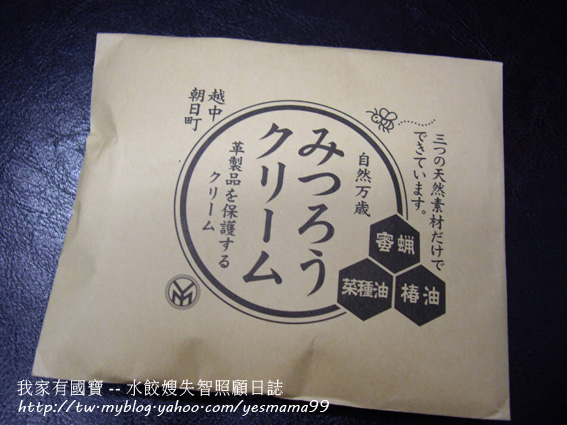 三つの天然素材だけで
できています。
自然万歳
みつろう
クリーム
革製品を保護する
クリーム
越中
朝日町
蜜蝋
菜種油
椿油
我家有國寶 -- 水餃嫂失智照顧日誌
http://tw.myblog.yahoo.com/yesmama99